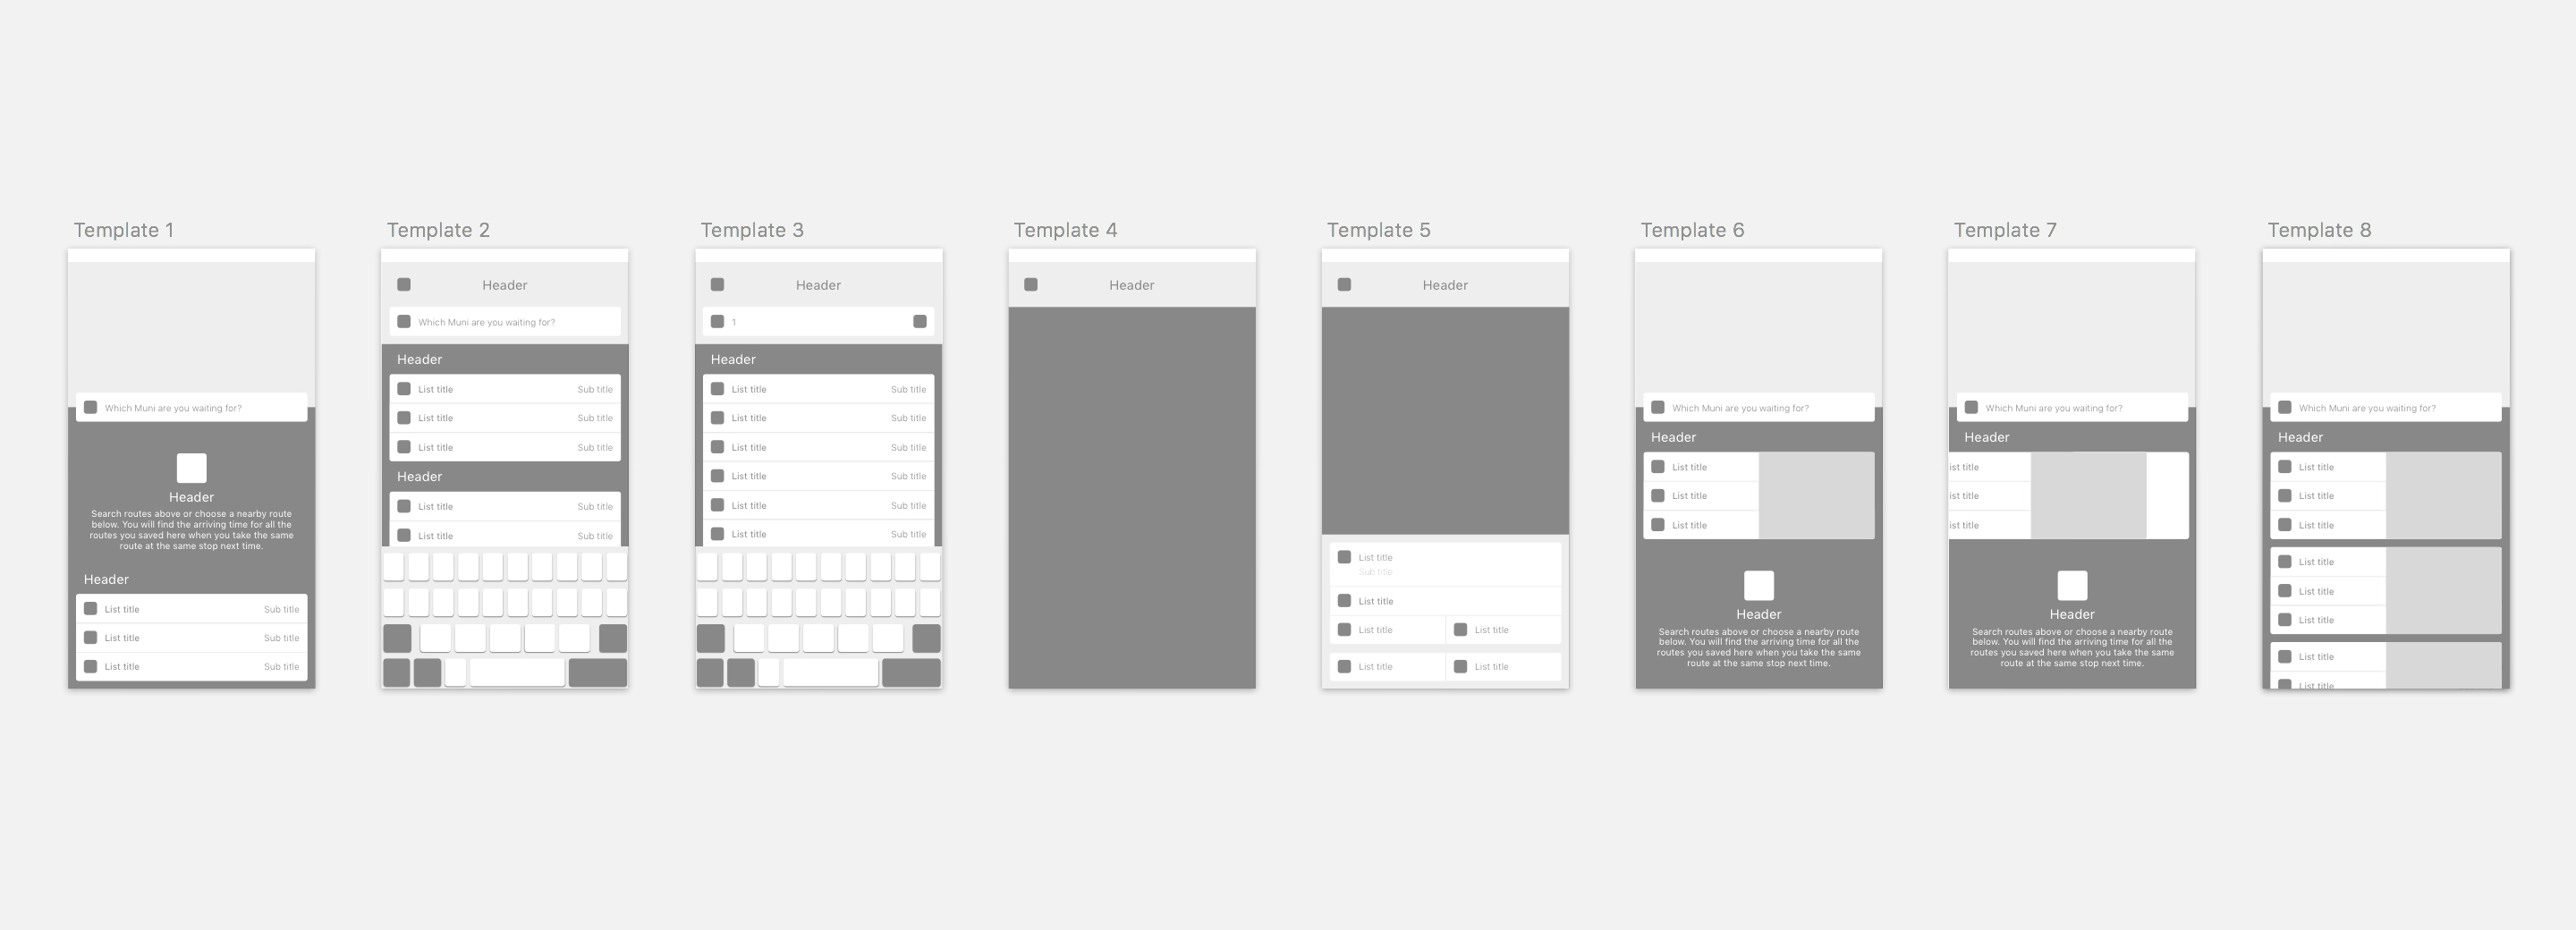 Template 1
Which Muni are you waiting for?
Header
Search routes above or choose a nearby route
below. You will find the arriving time for all the
routes you saved here when you take the same
route at the same stop next time.
Header
List title Sub title
List title Sub title
List title Sub title
Template 2
Header
Which Muni are you waiting for?
Header
List title Sub title
List title Sub title
List title Sub title
Header
List title Sub title
List title Sub title
Template 3
Header
1
Header
List title Sub title
List title Sub title
List title Sub title
List title Sub title
List title Sub title
List title Sub title
Template 4
Header
Template 5
Header
List title
Sub title
List title
List title List title
List title List title
Template 6
Which Muni are you waiting for?
Header
List title
List title
List title
Header
Search routes above or choose a nearby route
below. You will find the arriving time for all the
routes you saved here when you take the same
route at the same stop next time.
Template 7
Which Muni are you waiting for?
Header
ist title
ist title
ist title
Header
Search routes above or choose a nearby route
below. You will find the arriving time for all the
routes you saved here when you take the same
route at the same stop next time.
Template 8
Which Muni are you waiting for?
Header
List title
List title
List title
List title
List title
List title
List title
List title